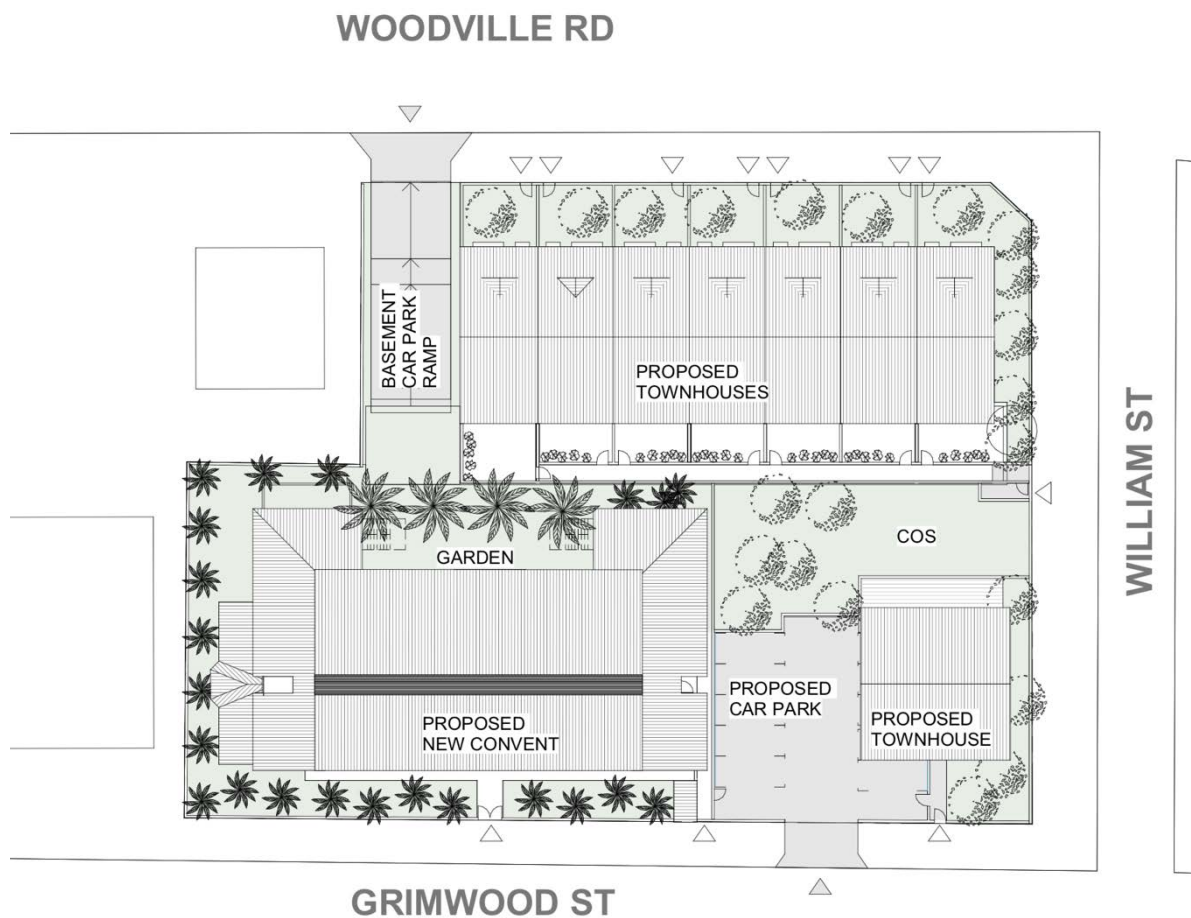 WOODVILLE RD
BASEMENT
CAR PARK
RAMP
PROPOSED
TOWNHOUSES
WILLIAM ST
GARDEN
COS
PROPOSED
NEW CONVENT
PROPOSED
CAR PARK
PROPOSED
TOWNHOUSE
GRIMWOOD ST